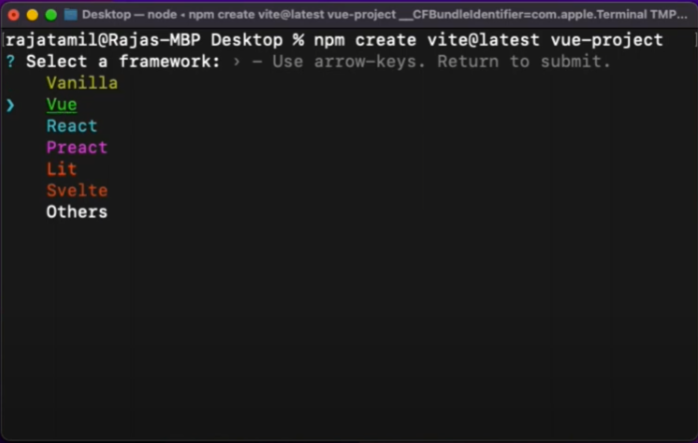 Desktop — node • npm create vite@latest vue-project __CFBundleIdentifier=com.apple.Terminal TMP...
[rajatamil@Rajas-MBP Desktop % npm create vite@latest vue-project ]
? Select a framework: › - Use arrow-keys. Return to submit.
Vanilla
❯ Vue
React
Preact
Lit
Svelte
Others